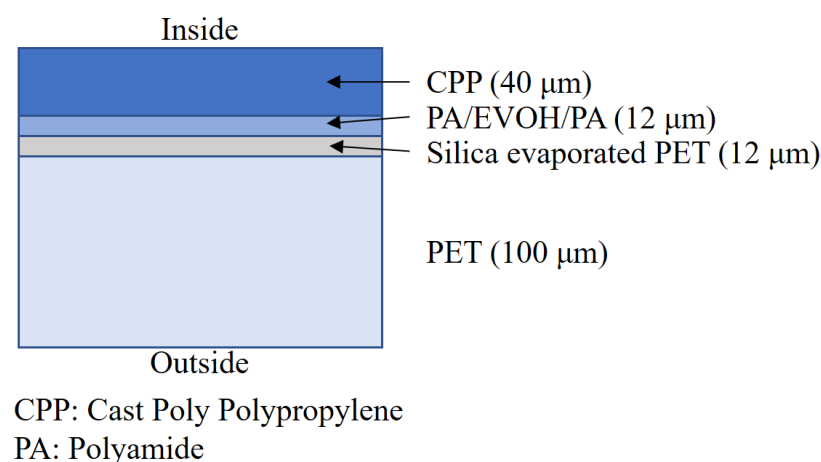 Inside
CPP (40 μm)
PA/EVOH/PA (12 μm)
Silica evaporated PET (12 μm)
PET (100 μm)
Outside
CPP: Cast Poly Polypropylene
PA: Polyamide